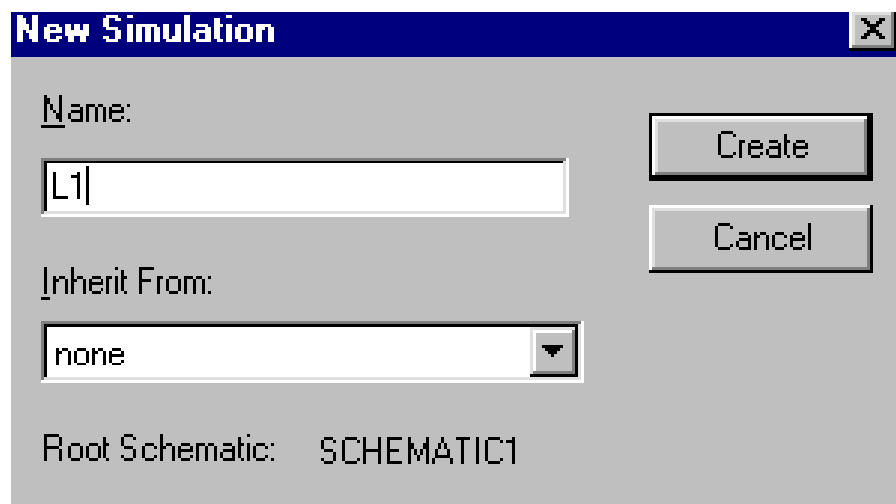 New Simulation
Name:
Create
L1
Cancel
Inherit From:
none
Root Schematic: SCHEMATIC1